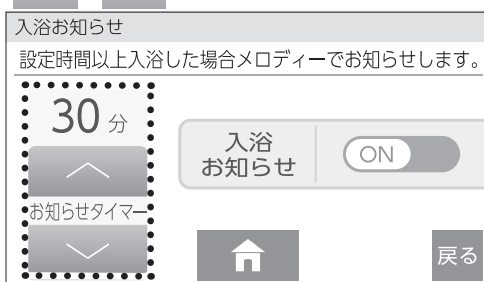 入浴お知らせ
設定時間以上入浴した場合メロディーでお知らせします。
30分
お知らせタイマー
入浴
お知らせ
ON
戻る